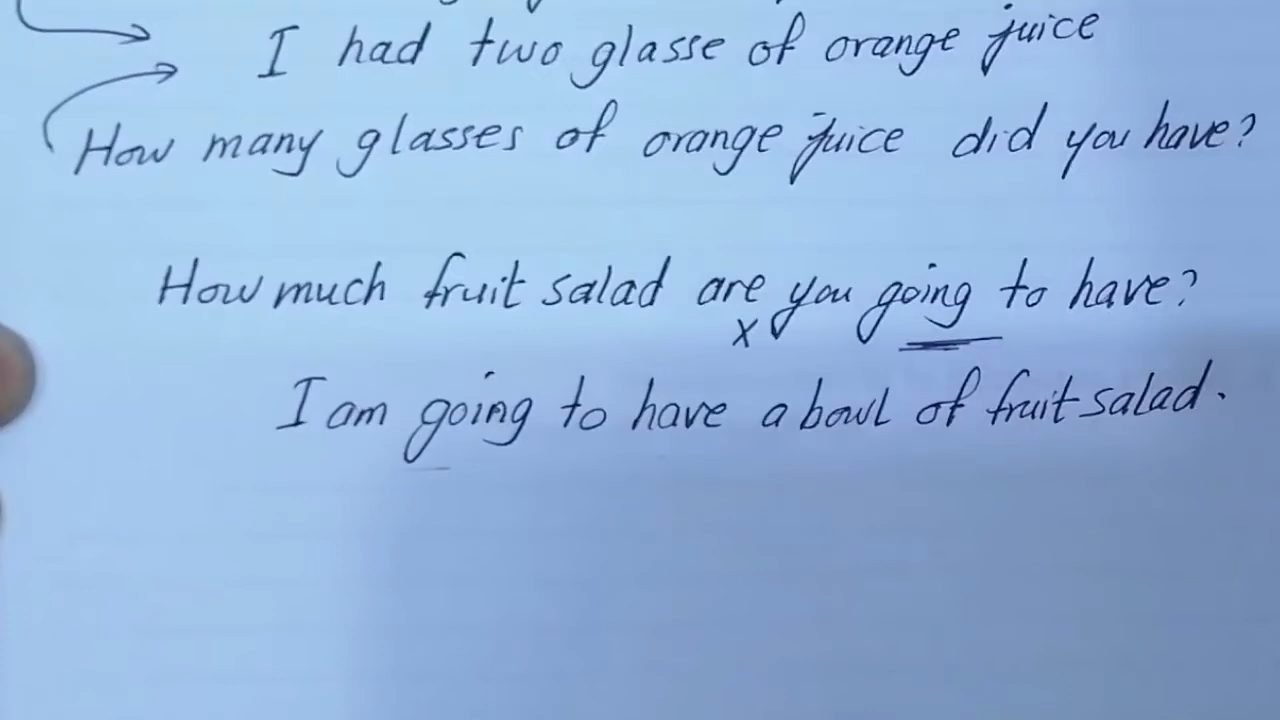 I had two glasse of orange juice
How many glasses of orange juice did you have?
How much fruit salad are you going to have?
x
I am going to have a bowl of fruit salad.